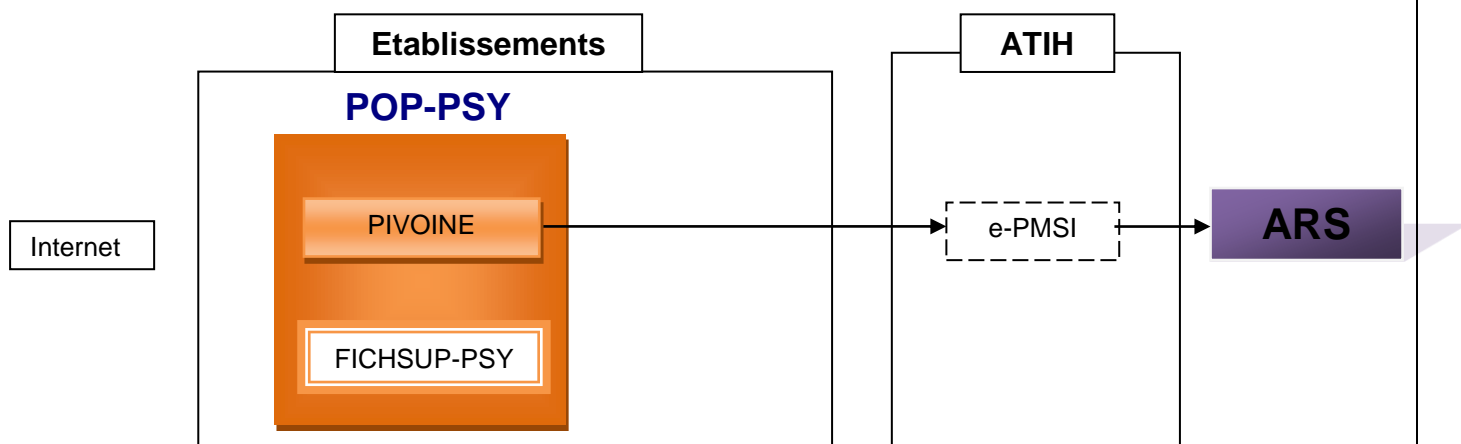 Etablissements
ATIH
POP-PSY
Internet
PIVOINE
e-PMSI
ARS
FICHSUP-PSY